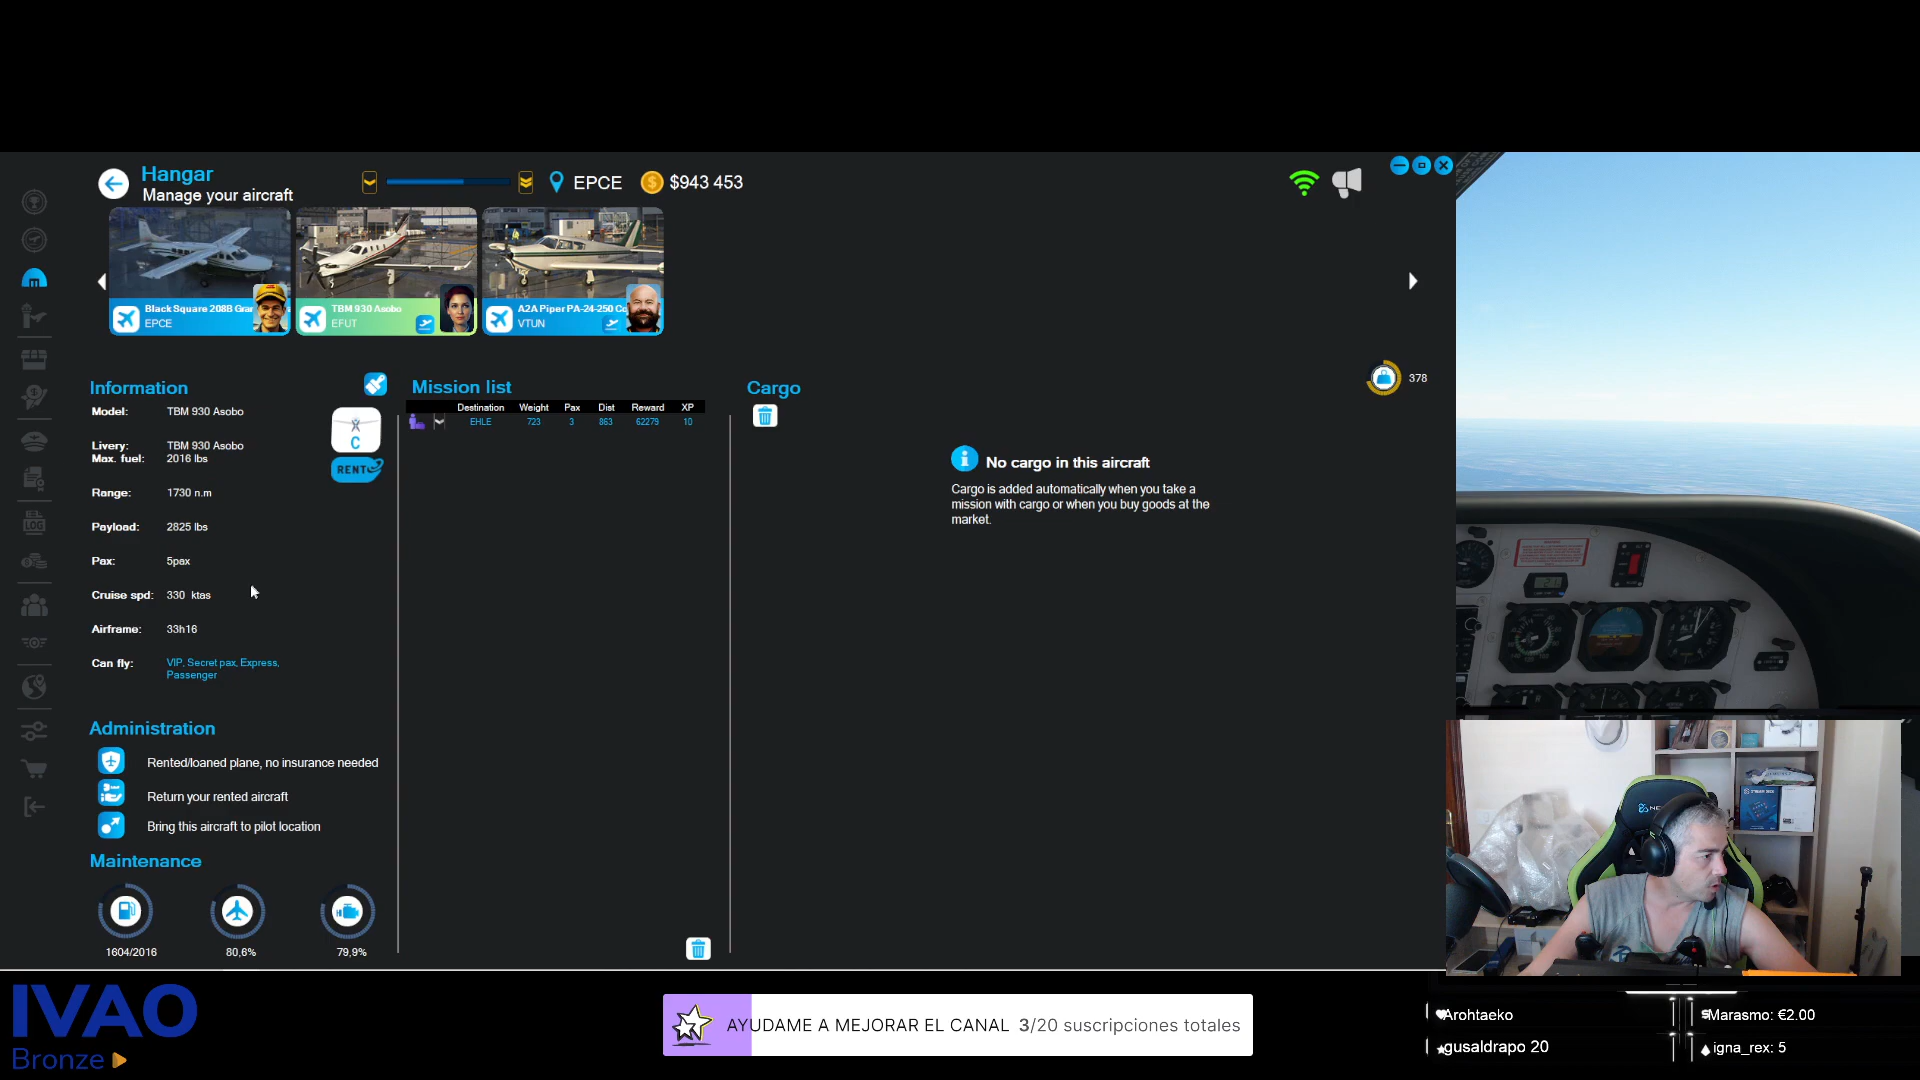 Hangar
Manage your aircraft
EPCE
$943 453
Black Square 208B Gran
EPCE
TBM 930 Asobo
EFUT
A2A Piper PA-24-250 Co
VTUN
Information
Model: TBM 930 Asobo
Livery: TBM 930 Asobo
Max. fuel: 2016 lbs
Range: 1730 n.m
Payload: 2825 lbs
Pax: 5pax
Cruise spd: 330 ktas
Airframe: 33h16
Can fly: VIP, Secret pax, Express,
Passenger
C
RENT
Mission list
Destination Weight Pax Dist Reward XP
EHLE 723 3 863 62279 10
Cargo
378
No cargo in this aircraft
Cargo is added automatically when you take a
mission with cargo or when you buy goods at the
market.
LOG
Administration
Rented/loaned plane, no insurance needed
Return your rented aircraft
Bring this aircraft to pilot location
Maintenance
1604/2016
80,6%
79,9%
IVAO
Bronze
AYUDAME A MEJORAR EL CANAL 3/20 suscripciones totales
Arohtaeko
Marasmo: €2.00
gusaldrapo 20
igna_rex: 5